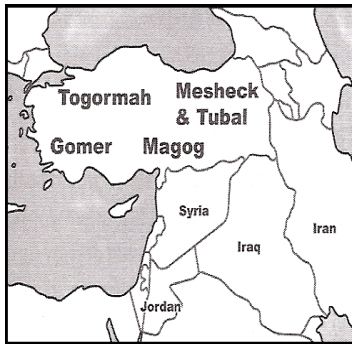 Togormah
Mesheck
& Tubal
Gomer
Magog
Syria
Iraq
Iran
Jordan